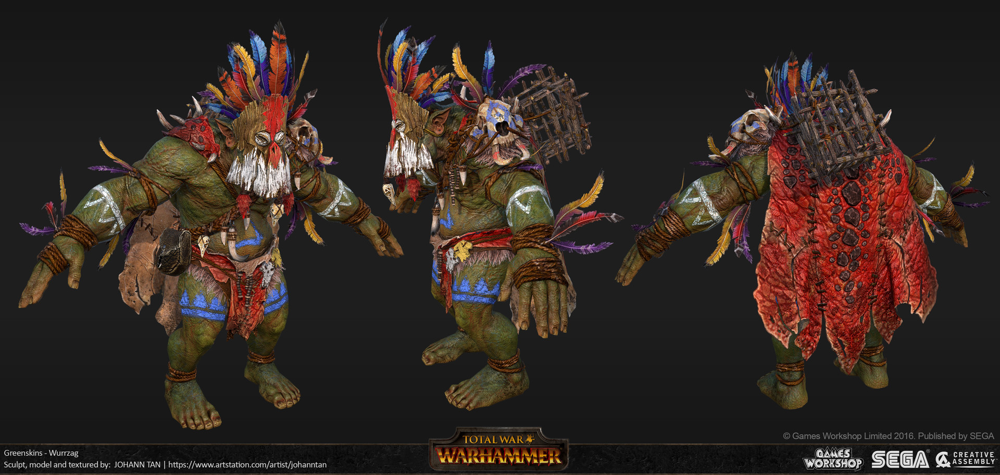 TOTAL WAR
WARHAMMER
© Games Workshop Limited 2016. Published by SEGA
Greenskins - Wurrzag
Sculpt, model and textured by: JOHANN TAN | https://www.artstation.com/artist/johanntan
GAMES
WORKSHOP
SEGA®
CREATIVE
ASSEMBLY™